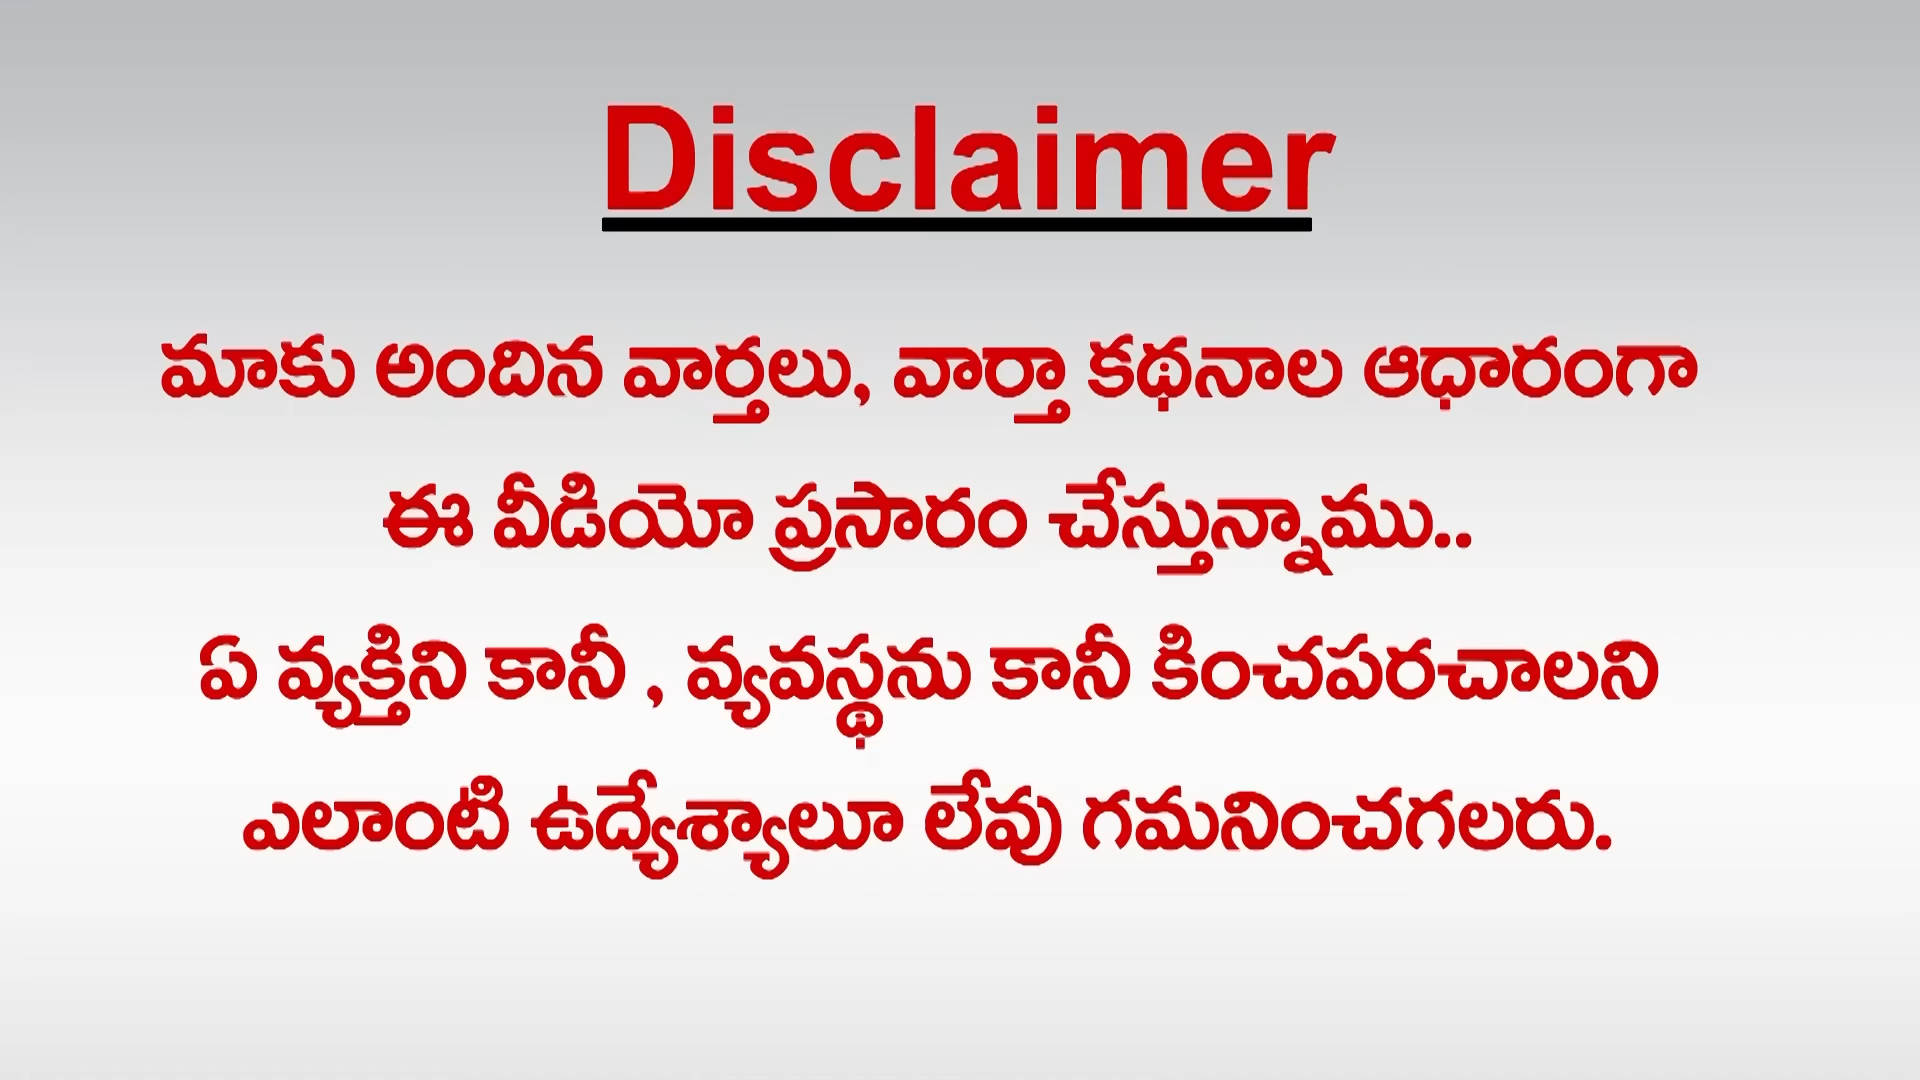 Disclaimer
మాకు అందిన వార్తలు, వార్తా కథనాల ఆధారంగా
ఈ వీడియో ప్రసారం చేస్తున్నాము..
ఏ వ్యక్తిని కానీ , వ్యవస్థను కానీ కించపరచాలని
ఎలాంటి ఉద్యేశ్యాలూ లేవు గమనించగలరు.